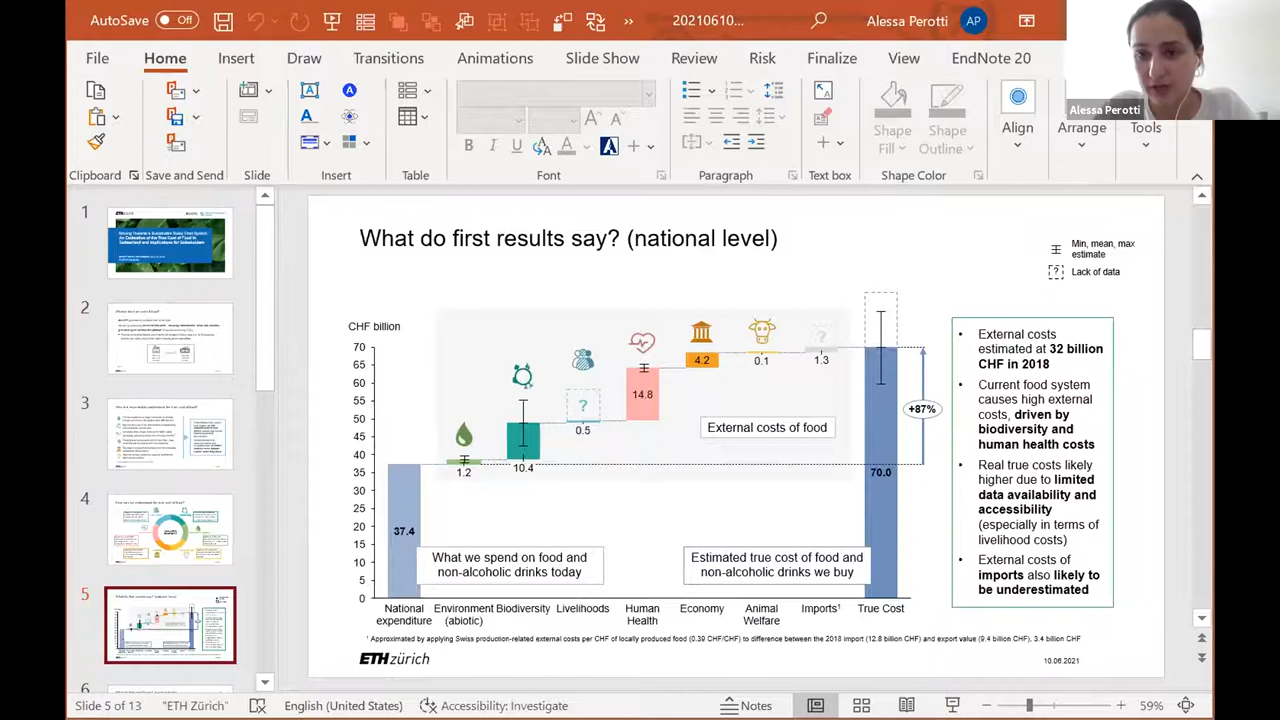 AutoSave Off 20210610... Alessa Perotti AP
File Home Insert Draw Transitions Animations Slide Show Review Risk Finalize View EndNote 20
Alessa Perotti
Shape Fill Shape Outline Align Arrange Tools
Clipboard Save and Send Slide Insert Table Font Paragraph Text box Shape Color
1
2
3
4
5
6
What do first results say? (national level)
Min, mean, max
estimate
? Lack of data
CHF billion
70
65
60
55
50
45
40
35
30
25
20
15
10
5
0
37.4
1.2
10.4
?
0.5
14.8
4.2
0.1
?
1.3
70.0
+87%
External costs of food
What we spend on food and
non-alcoholic drinks today
Estimated true cost of food and
non-alcoholic drinks we buy
National expenditure
Environment (abiotic)
Biodiversity
Livelihoods
Human Health
Economy
Animal Welfare
Imports¹
True Cost
• External costs
estimated at 32 billion
CHF in 2018
• Current food system
causes high external
costs, driven by
biodiversity and
human health costs
• Real true costs likely
higher due to limited
data availability and
accessibility
(especially in terms of
livelihood costs)
• External costs of
imports also likely to
be underestimated
¹ Approximated by applying Swiss production-related external costs per CHF of locally produced food (0.39 CHF/CHF) to difference between the 2018 import (12.8 billion CHF) and export value (9.4 billion CHF), 3.4 billion CHF
ETH zürich
10.06.2021
Slide 5 of 13 "ETH Zürich" English (United States) Accessibility: Investigate Notes 59%